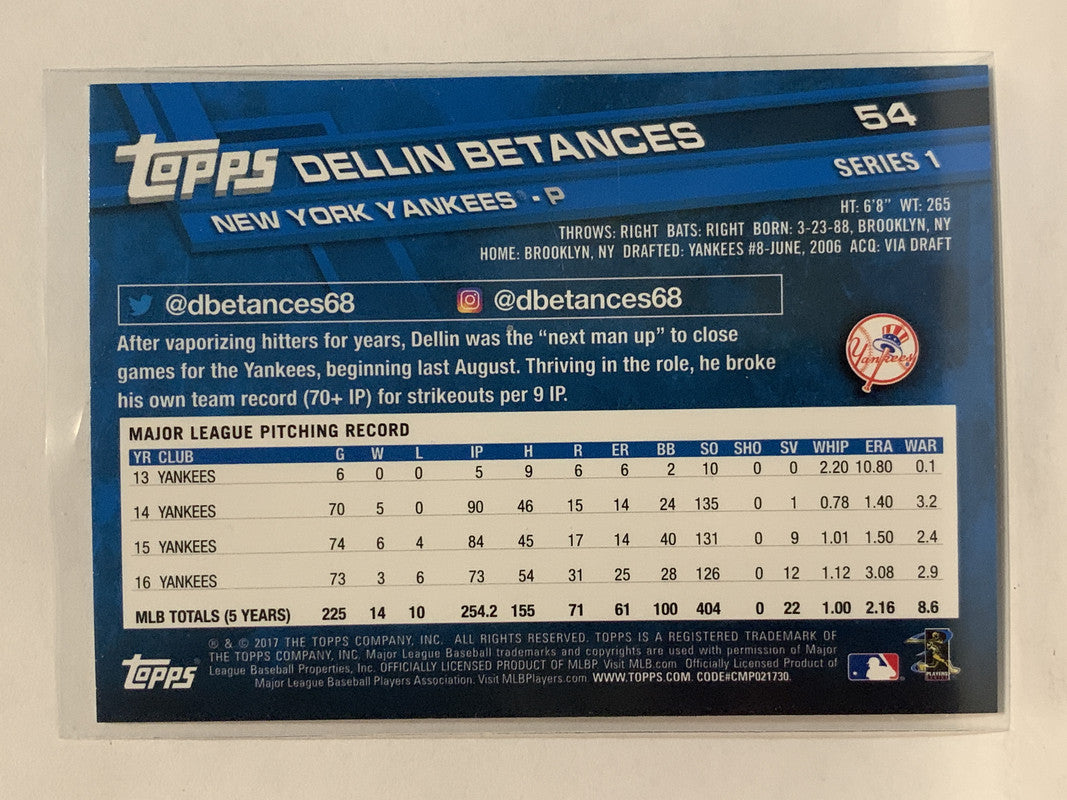 54
TOPPS DELLIN BETANCES
SERIES 1
NEW YORK YANKEES® - P
HT: 6'8" WT: 265
THROWS: RIGHT BATS: RIGHT BORN: 3-23-88, BROOKLYN, NY
HOME: BROOKLYN, NY DRAFTED: YANKEES #8-JUNE, 2006 ACQ: VIA DRAFT
@dbetances68 @dbetances68
After vaporizing hitters for years, Dellin was the "next man up" to close
games for the Yankees, beginning last August. Thriving in the role, he broke
his own team record (70+ IP) for strikeouts per 9 IP.
Yankees
MAJOR LEAGUE PITCHING RECORD
YR CLUB G W L IP H R ER BB SO SHO SV WHIP ERA WAR
13 YANKEES 6 0 0 5 9 6 6 2 10 0 0 2.20 10.80 0.1
14 YANKEES 70 5 0 90 46 15 14 24 135 0 1 0.78 1.40 3.2
15 YANKEES 74 6 4 84 45 17 14 40 131 0 9 1.01 1.50 2.4
16 YANKEES 73 3 6 73 54 31 25 28 126 0 12 1.12 3.08 2.9
MLB TOTALS (5 YEARS) 225 14 10 254.2 155 71 61 100 404 0 22 1.00 2.16 8.6
® & © 2017 THE TOPPS COMPANY, INC. ALL RIGHTS RESERVED. TOPPS IS A REGISTERED TRADEMARK OF
THE TOPPS COMPANY, INC. Major League Baseball trademarks and copyrights are used with permission of Major
League Baseball Properties, Inc. OFFICIALLY LICENSED PRODUCT OF MLBP. Visit MLB.com. Officially Licensed Product of
Major League Baseball Players Association. Visit MLBPlayers.com. WWW.TOPPS.COM. CODE#CMP021730.
TOPPS
PLAYERS